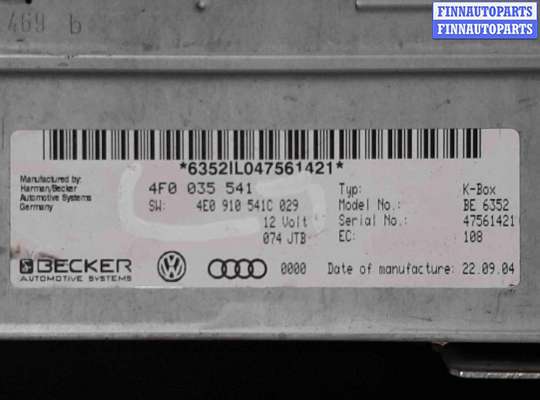 FINNAUTOPARTS
FINNAUTOPARTS
469 b
*6352IL047561421*
Manufactured by:
Harman/Becker
Automotive Systems
Germany
4F0 035 541
SW: 4E0 910 541C 029
12 Volt
074 JTB
Typ: K-Box
Model No.: BE 6352
Serial No.: 47561421
EC: 108
BECKER
AUTOMOTIVE SYSTEMS
0000
Date of manufacture: 22.09.04